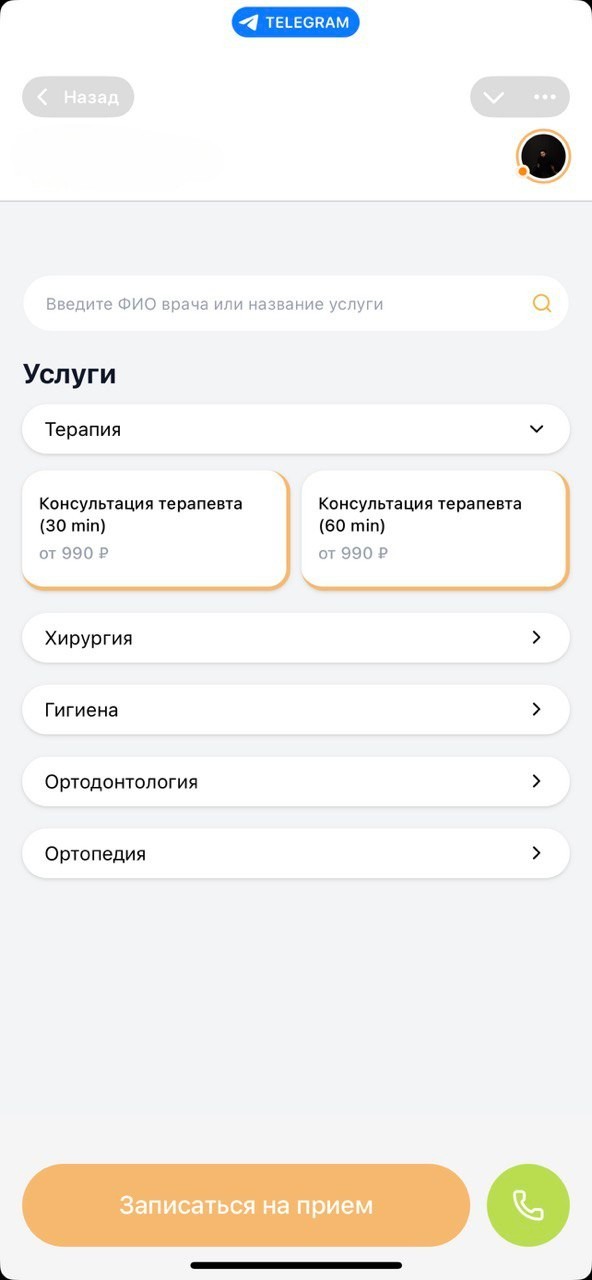 TELEGRAM
Назад
Введите ФИО врача или название услуги
Услуги
Терапия
Консультация терапевта
(30 min)
от 990 ₽
Консультация терапевта
(60 min)
от 990 ₽
Хирургия
Гигиена
Ортодонтология
Ортопедия
Записаться на прием